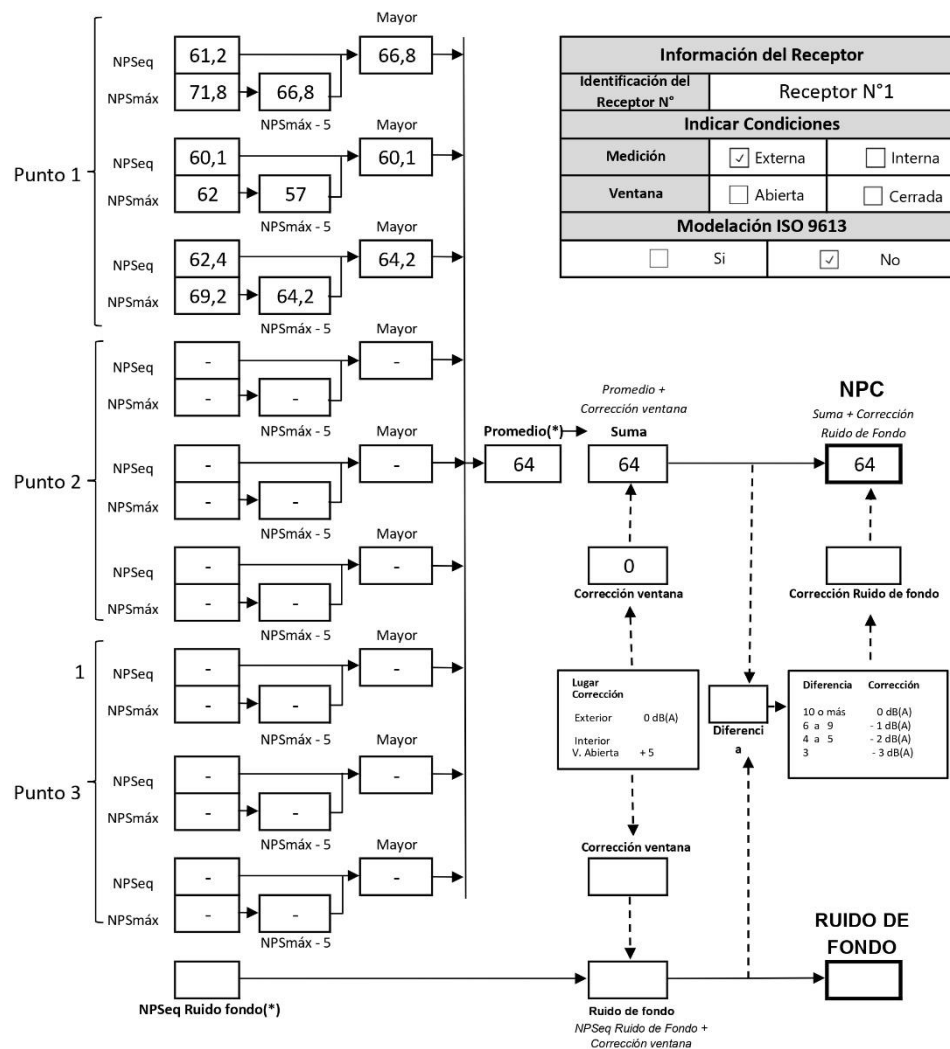 Mayor
NPSeq 61,2 66,8
NPSmáx 71,8 66,8
NPSmáx - 5
Mayor
Punto 1
NPSeq 60,1 60,1
NPSmáx 62 57
NPSmáx - 5
Mayor
NPSeq 62,4 64,2
NPSmáx 69,2 64,2
NPSmáx - 5
Mayor
NPSeq - -
NPSmáx - -
NPSmáx - 5
Mayor
Punto 2
NPSeq - -
NPSmáx - -
NPSmáx - 5
Mayor
NPSeq - -
NPSmáx - -
NPSmáx - 5
Mayor
1
NPSeq - -
NPSmáx - -
NPSmáx - 5
Mayor
Punto 3
NPSeq - -
NPSmáx - -
NPSmáx - 5
Mayor
NPSeq - -
NPSmáx - -
NPSmáx - 5
NPSeq Ruido fondo(*)
Información del Receptor
Identificación del
Receptor N°
Receptor N°1
Indicar Condiciones
Medición ✓ Externa Interna
Ventana Abierta Cerrada
Modelación ISO 9613
Si ✓ No
Promedio(*)
64
Promedio +
Corrección ventana
Suma
64
0
Corrección ventana
Lugar
Corrección
Exterior 0 dB(A)
Interior
V. Abierta + 5
Corrección ventana
Ruido de fondo
NPSeq Ruido de Fondo +
Corrección ventana
NPC
Suma + Corrección
Ruido de Fondo
64
Corrección Ruido de fondo
Diferenci
a
Diferencia Corrección
10 o más 0 dB(A)
6 a 9 - 1 dB(A)
4 a 5 - 2 dB(A)
3 - 3 dB(A)
RUIDO DE
FONDO